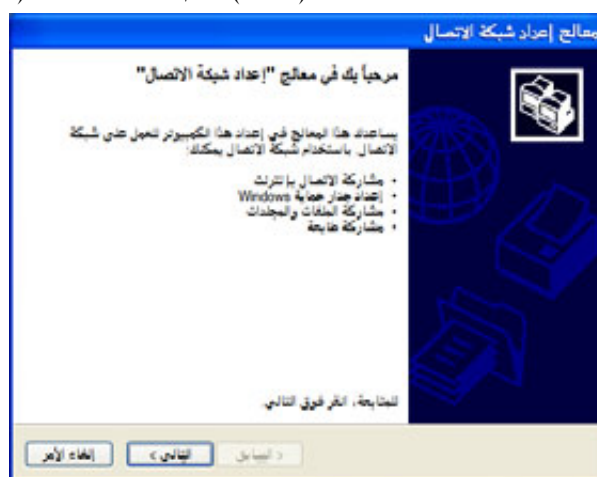 معالج إعداد شبكة الاتصال
مرحباً بك في معالج "إعداد شبكة الاتصال"
يساعدك هذا المعالج في إعداد هذا الكمبيوتر للعمل على شبكة
الاتصال. باستخدام شبكة الاتصال يمكنك:
• مشاركة الاتصال بإنترنت
• إعداد جدار حماية Windows
• مشاركة الملفات والمجلدات
• مشاركة طابعة
للمتابعة، انقر فوق التالي.
< السابق
التالي >
إلغاء الأمر